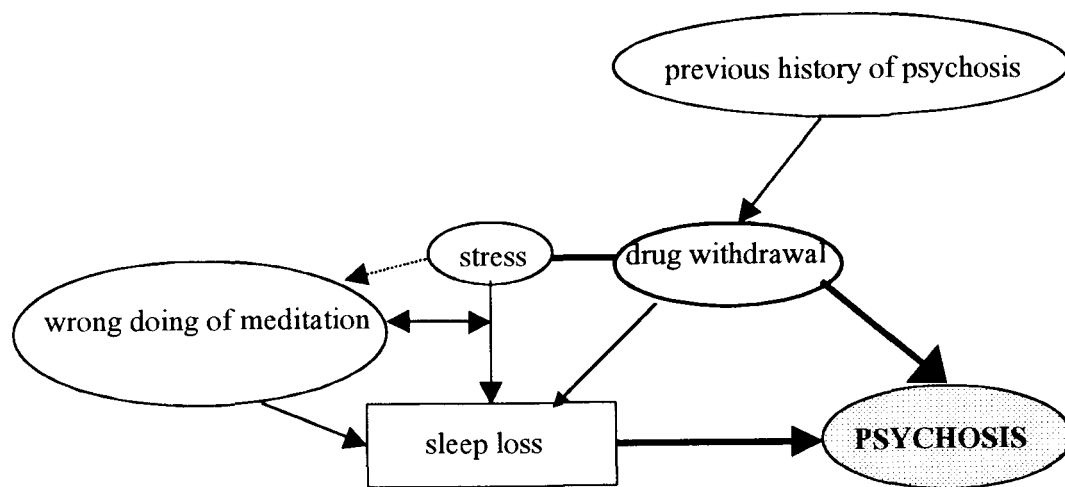 previous history of psychosis
stress
drug withdrawal
wrong doing of meditation
sleep loss
PSYCHOSIS